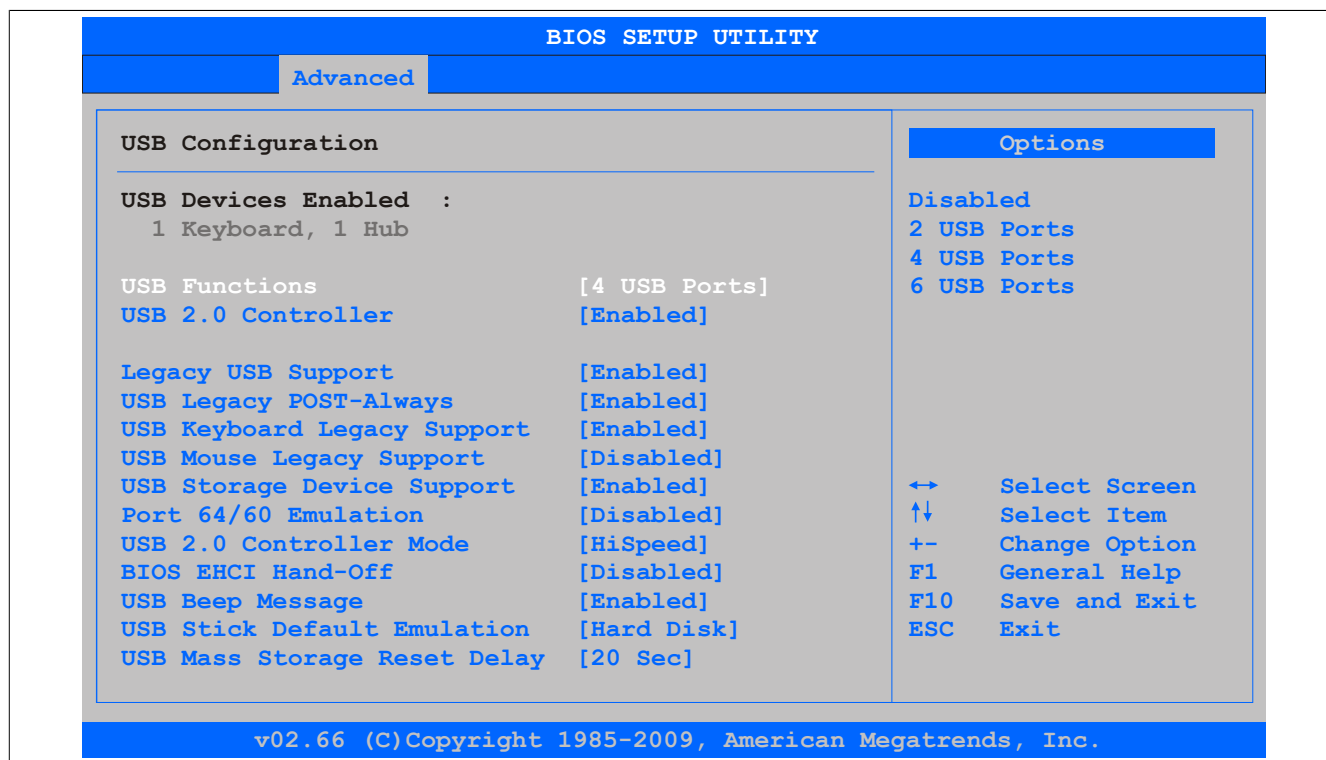 BIOS SETUP UTILITY
Advanced
USB Configuration
USB Devices Enabled :
1 Keyboard, 1 Hub
USB Functions [4 USB Ports]
USB 2.0 Controller [Enabled]
Legacy USB Support [Enabled]
USB Legacy POST-Always [Enabled]
USB Keyboard Legacy Support [Enabled]
USB Mouse Legacy Support [Disabled]
USB Storage Device Support [Enabled]
Port 64/60 Emulation [Disabled]
USB 2.0 Controller Mode [HiSpeed]
BIOS EHCI Hand-Off [Disabled]
USB Beep Message [Enabled]
USB Stick Default Emulation [Hard Disk]
USB Mass Storage Reset Delay [20 Sec]
Options
Disabled
2 USB Ports
4 USB Ports
6 USB Ports
↔ Select Screen
↑↓ Select Item
+- Change Option
F1 General Help
F10 Save and Exit
ESC Exit
v02.66 (C)Copyright 1985-2009, American Megatrends, Inc.